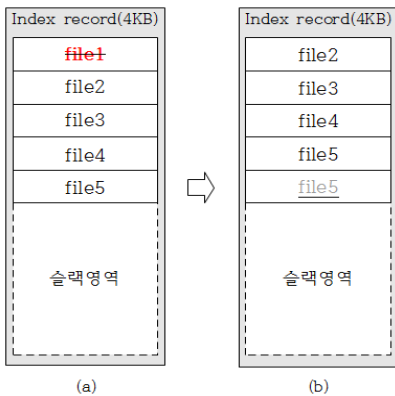 Index record(4KB)
file1
file2
file3
file4
file5
슬랙영역
(a)
Index record(4KB)
file2
file3
file4
file5
file5
슬랙영역
(b)